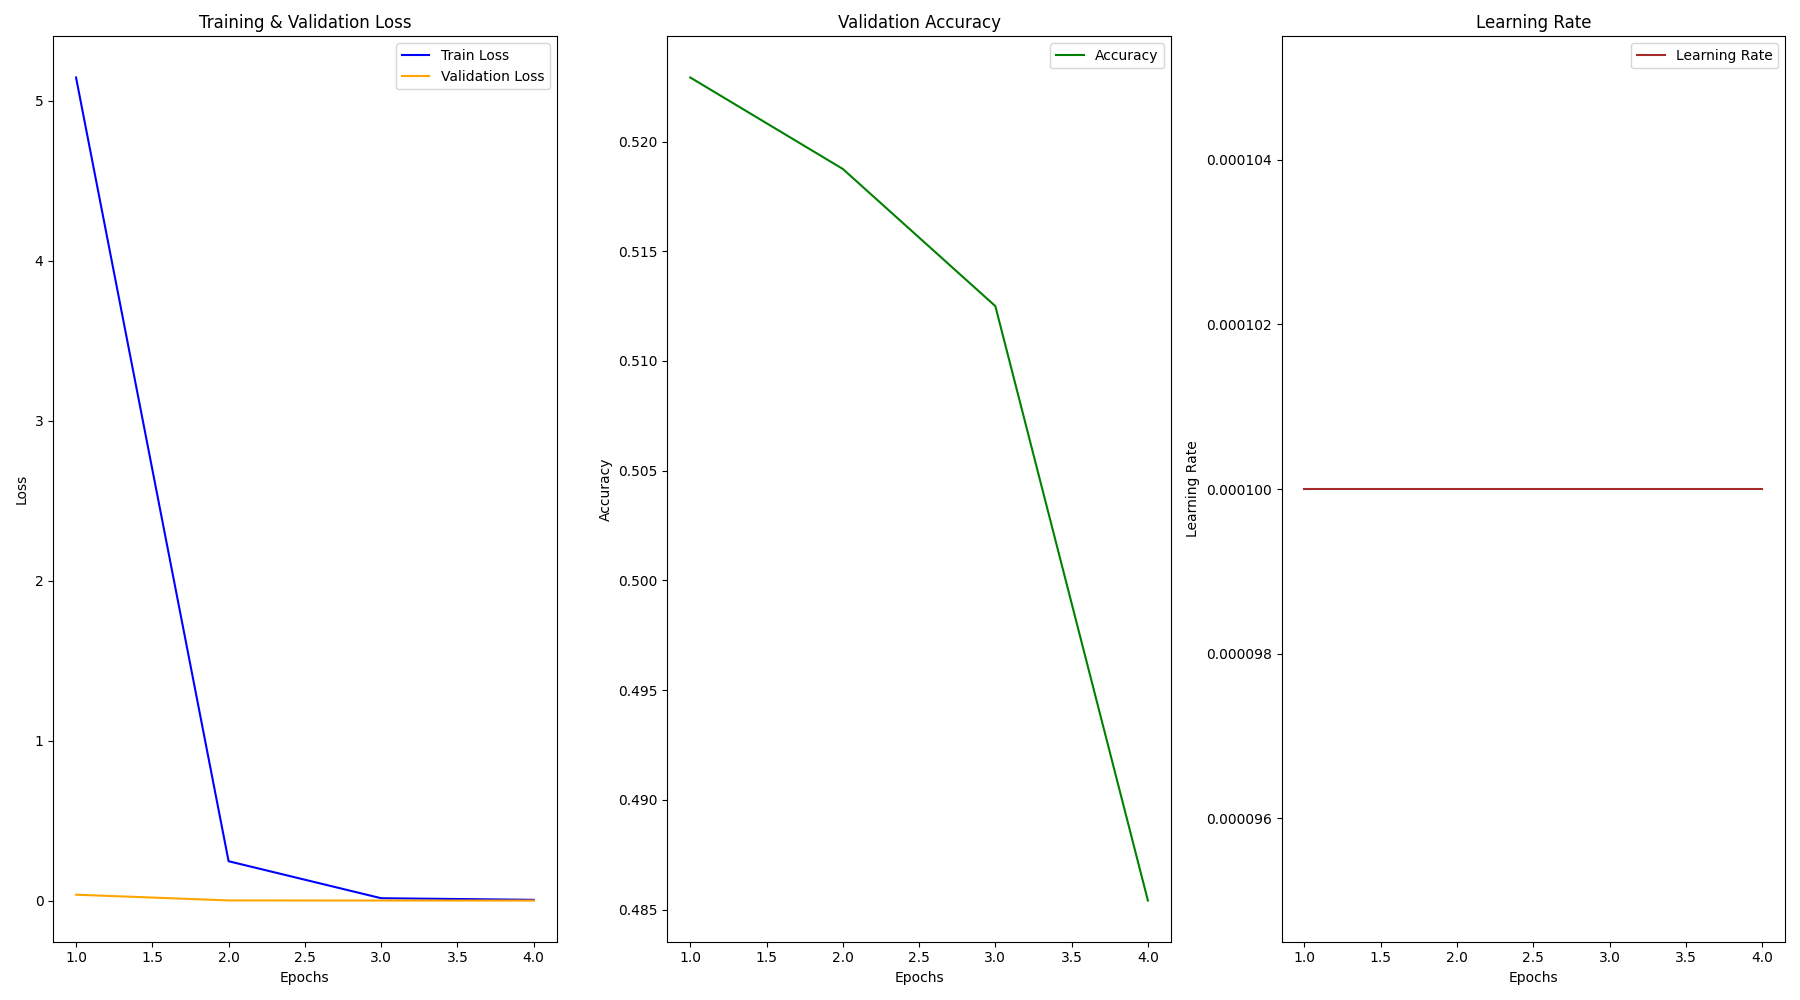 Training & Validation Loss
Train Loss
Validation Loss
5
4
3
2
1
0
Loss
1.0 1.5 2.0 2.5 3.0 3.5 4.0
Epochs
Validation Accuracy
Accuracy
0.520
0.515
0.510
0.505
0.500
0.495
0.490
0.485
Accuracy
1.0 1.5 2.0 2.5 3.0 3.5 4.0
Epochs
Learning Rate
Learning Rate
0.000104
0.000102
0.000100
0.000098
0.000096
Learning Rate
1.0 1.5 2.0 2.5 3.0 3.5 4.0
Epochs